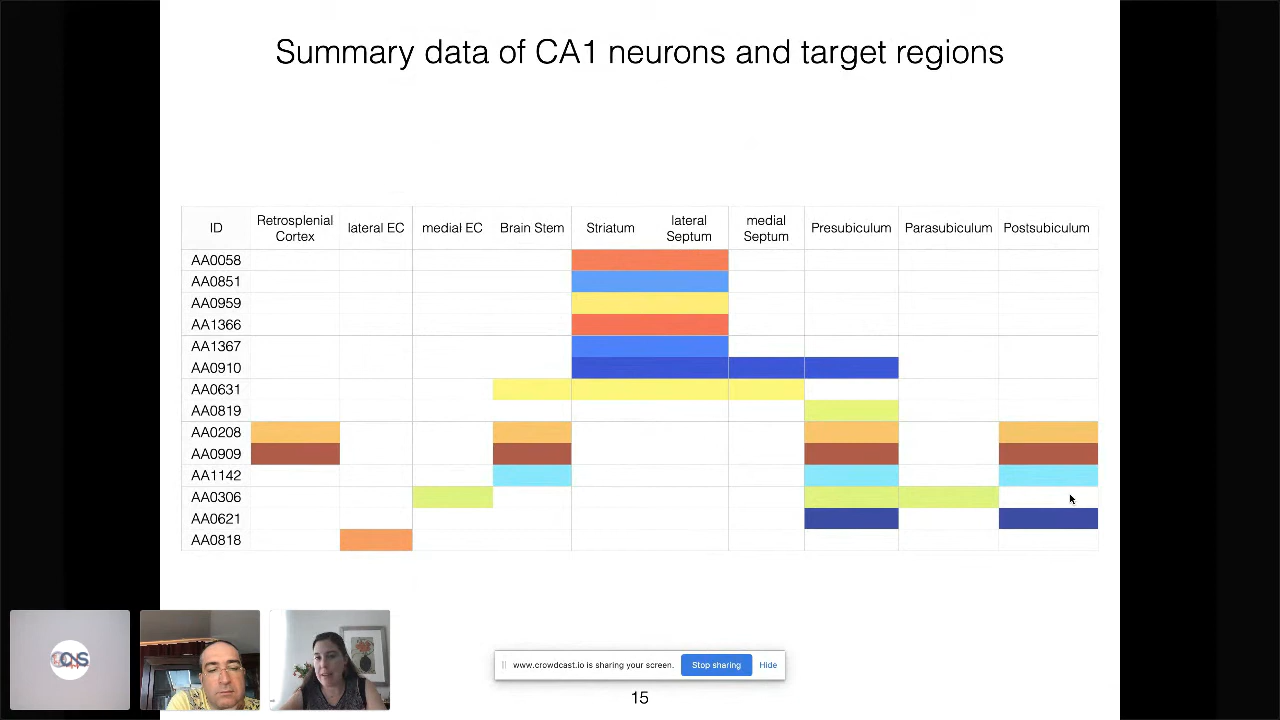 Summary data of CA1 neurons and target regions
ID Retrosplenial Cortex lateral EC medial EC Brain Stem Striatum lateral Septum medial Septum Presubiculum Parasubiculum Postsubiculum
AA0058
AA0851
AA0959
AA1366
AA1367
AA0910
AA0631
AA0819
AA0208
AA0909
AA1142
AA0306
AA0621
AA0818
www.crowdcast.io is sharing your screen. Stop sharing Hide
15